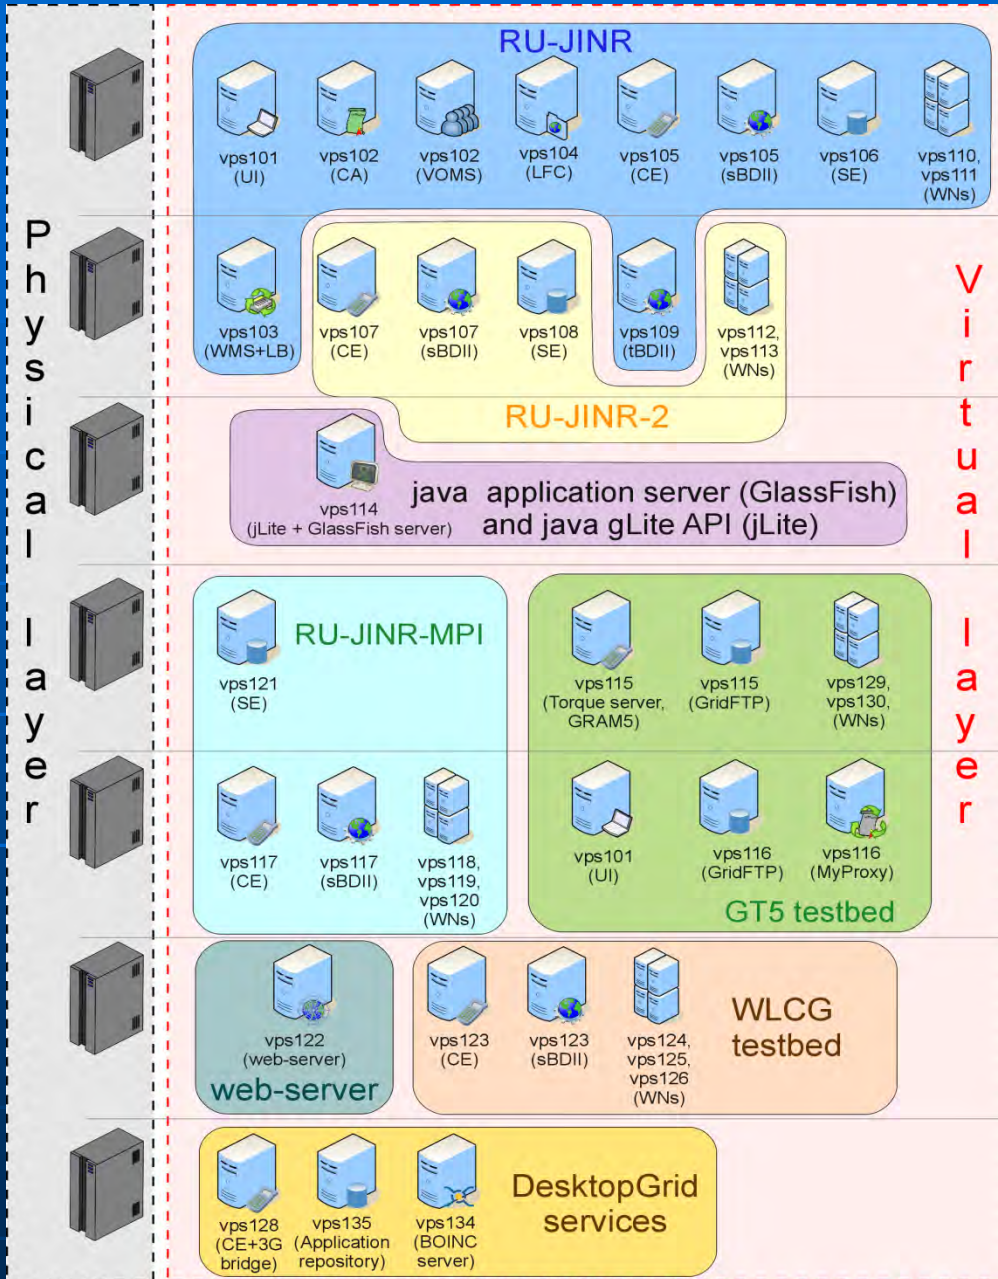 Physical layer
Virtual layer
RU-JINR
vps101
(UI)
vps102
(CA)
vps102
(VOMS)
vps104
(LFC)
vps105
(CE)
vps105
(sBDII)
vps106
(SE)
vps110,
vps111
(WNs)
vps103
(WMS+LB)
vps107
(CE)
vps107
(sBDII)
vps108
(SE)
vps109
(tBDII)
vps112,
vps113
(WNs)
RU-JINR-2
vps114
(jLite + GlassFish server)
java application server (GlassFish)
and java gLite API (jLite)
vps121
(SE)
RU-JINR-MPI
vps115
(Torque server,
GRAM5)
vps115
(GridFTP)
vps129,
vps130,
(WNs)
vps117
(CE)
vps117
(sBDII)
vps118,
vps119,
vps120
(WNs)
vps101
(UI)
vps116
(GridFTP)
vps116
(MyProxy)
GT5 testbed
vps122
(web-server)
web-server
vps123
(CE)
vps123
(sBDII)
vps124,
vps125,
vps126
(WNs)
WLCG
testbed
vps128
(CE+3G
bridge)
vps135
(Application
repository)
vps134
(BOINC
server)
DesktopGrid
services